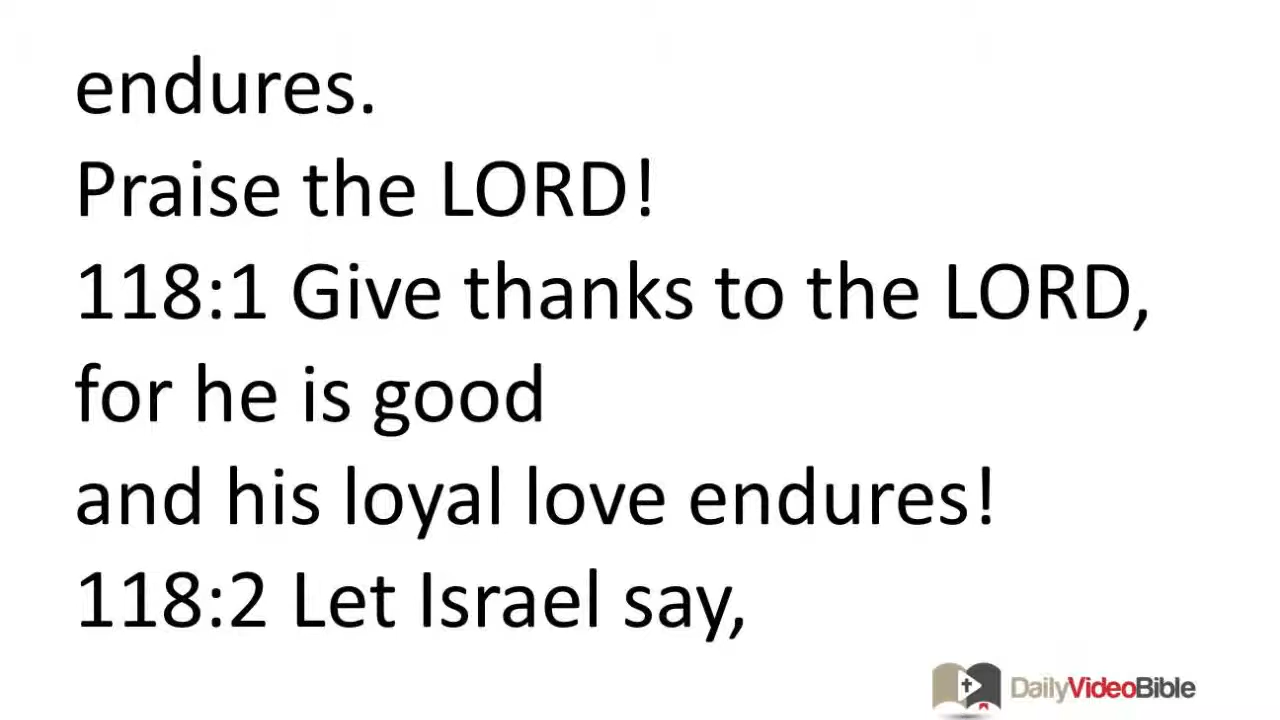 endures.
Praise the LORD!
118:1 Give thanks to the LORD,
for he is good
and his loyal love endures!
118:2 Let Israel say,
DailyVideoBible